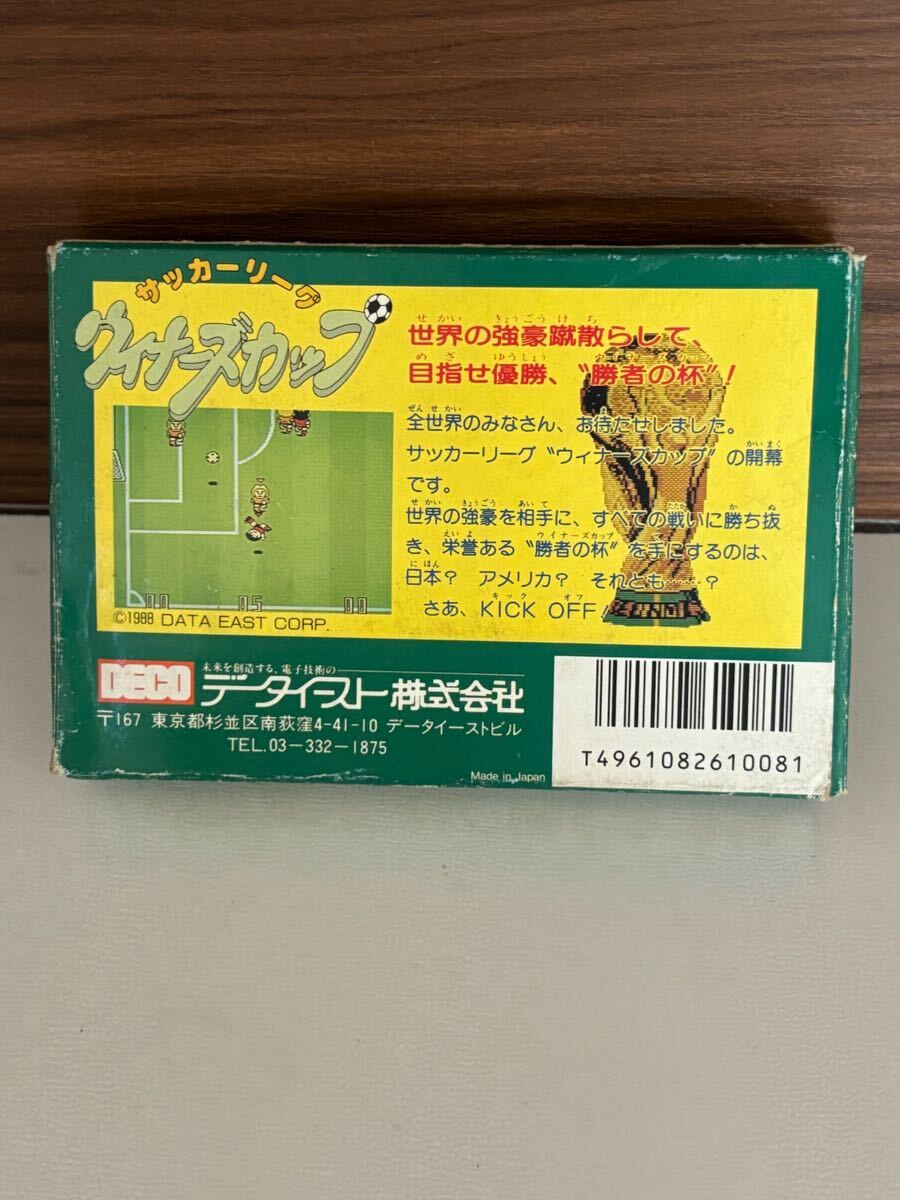 サッカーリーグ
ウィナーズカップ
世界の強豪蹴散らして、
目指せ優勝、"勝者の杯"!
全世界のみなさん、お待たせしました。
サッカーリーグ"ウィナーズカップ"の開幕
です。
世界の強豪を相手に、すべての戦いに勝ち抜
き、栄誉ある"勝者の杯"を手にするのは、
日本? アメリカ? それとも……?
さあ、KICK OFF!
00 05 00
©1988 DATA EAST CORP.
DECO 未来を創造する、電子技術の
データイースト株式会社
〒167 東京都杉並区南荻窪4-41-10 データイーストビル
TEL.03-332-1875
Made in Japan
T4961082610081